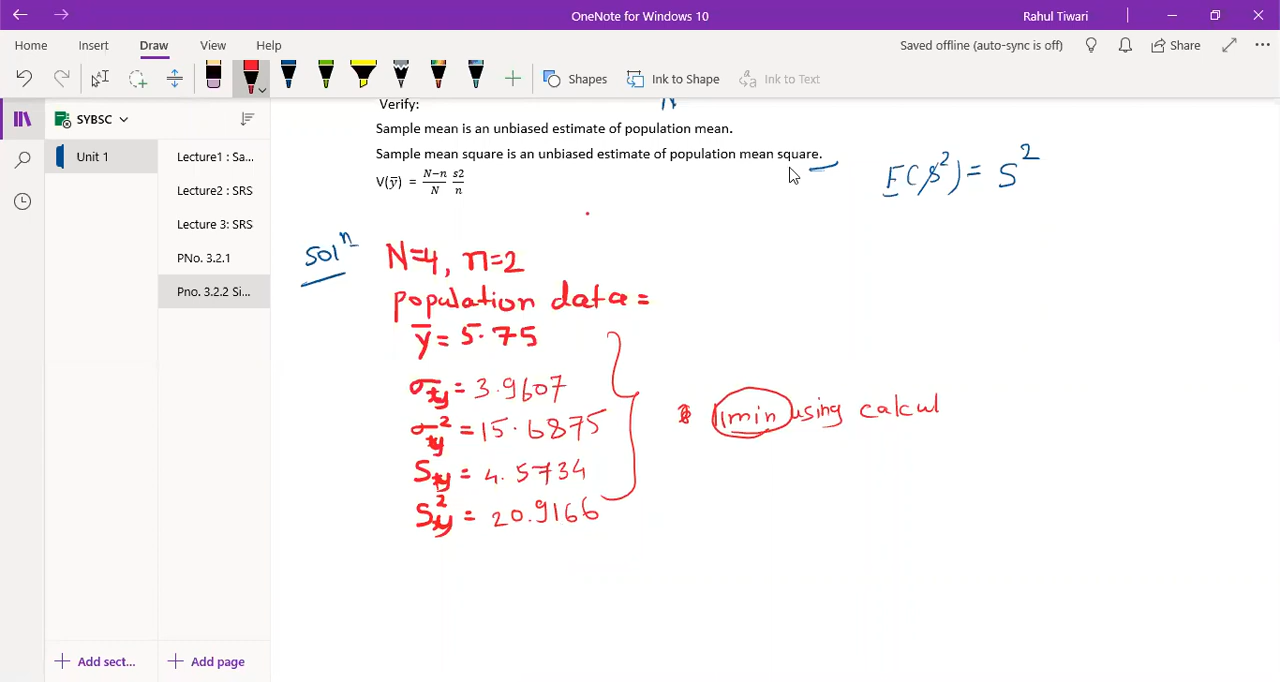 OneNote for Windows 10
Rahul Tiwari
Home Insert Draw View Help
Saved offline (auto-sync is off) Share
Shapes Ink to Shape Ink to Text
SYBSC
Unit 1
Lecture1 : Sa...
Lecture2 : SRS
Lecture 3: SRS
PNo. 3.2.1
Pno. 3.2.2 Si...
Add sect...
Add page
N
Verify:
Sample mean is an unbiased estimate of population mean.
Sample mean square is an unbiased estimate of population mean square.
V(y̅) = N−n/N s2/n
E(s²) = S²
Solⁿ
N=4, n=2
population data =
y̅ = 5.75
σy = 3.9607
σy² = 15.6875
Sy = 4.5734
Sy² = 20.9166
11min using calcul